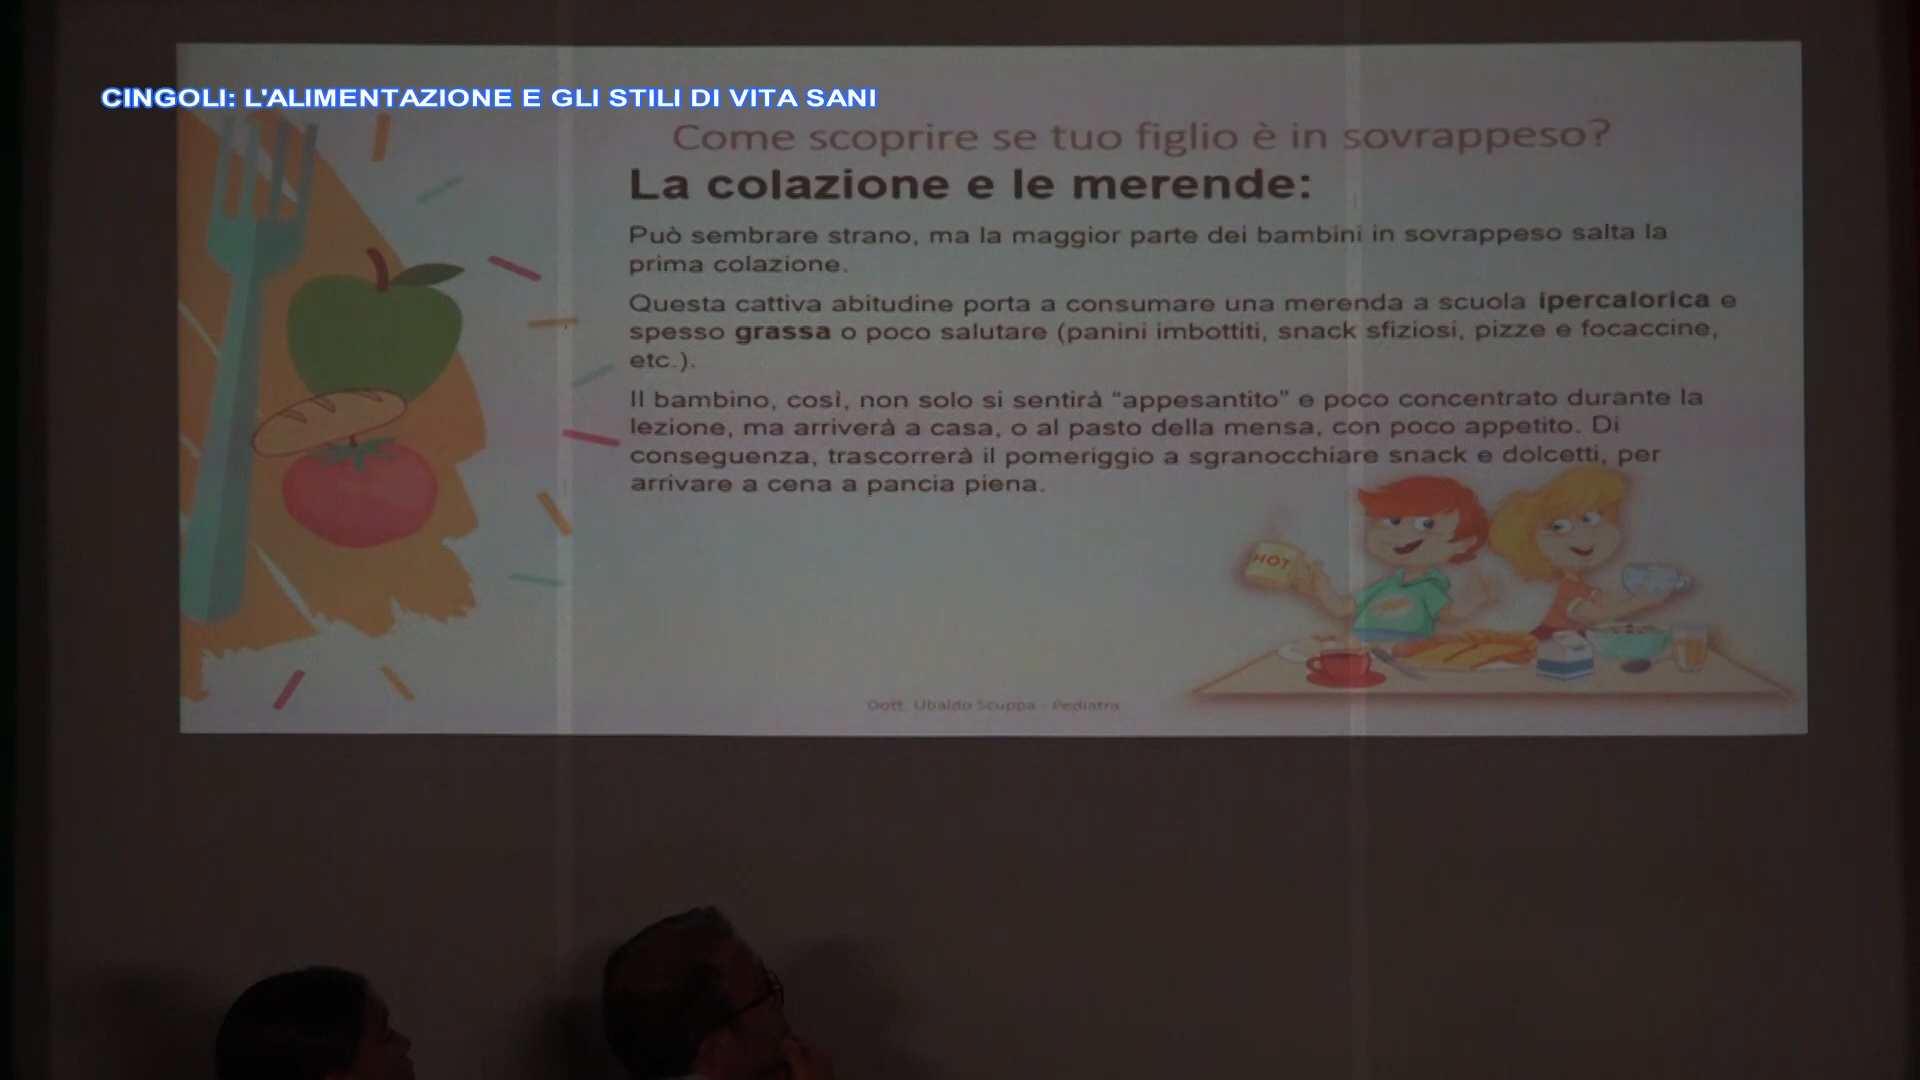 CINGOLI: L'ALIMENTAZIONE E GLI STILI DI VITA SANI
Come scoprire se tuo figlio è in sovrappeso?
La colazione e le merende:
Può sembrare strano, ma la maggior parte dei bambini in sovrappeso salta la
prima colazione.
Questa cattiva abitudine porta a consumare una merenda a scuola ipercalorica e
spesso grassa o poco salutare (panini imbottiti, snack sfiziosi, pizze e focaccine,
etc.).
Il bambino, così, non solo si sentirà "appesantito" e poco concentrato durante la
lezione, ma arriverà a casa, o al pasto della mensa, con poco appetito. Di
conseguenza, trascorrerà il pomeriggio a sgranocchiare snack e dolcetti, per
arrivare a cena a pancia piena.
HOT
Dott. Ubaldo Scuppa - Pediatra